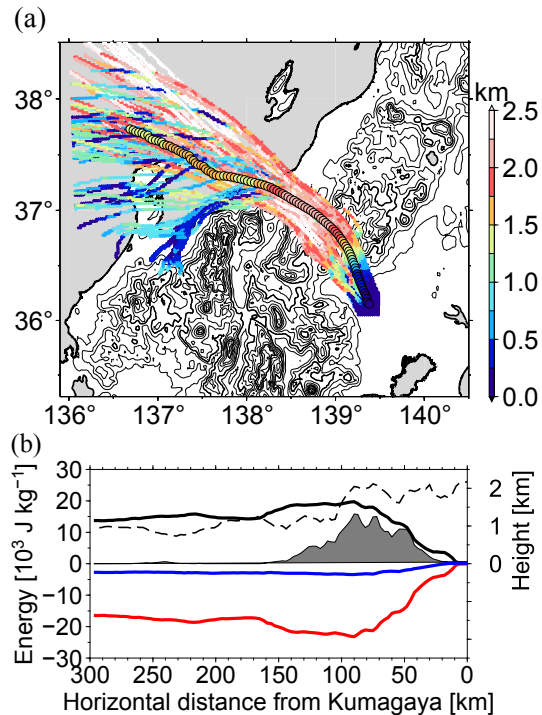 (a)
km
38°
37°
36°
2.5
2.0
1.5
1.0
0.5
0.0
136° 137° 138° 139° 140°
(b)
Energy [10³ J kg⁻¹]
30
20
10
0
−10
−20
−30
2
1
0
Height [km]
300 250 200 150 100 50 0
Horizontal distance from Kumagaya [km]